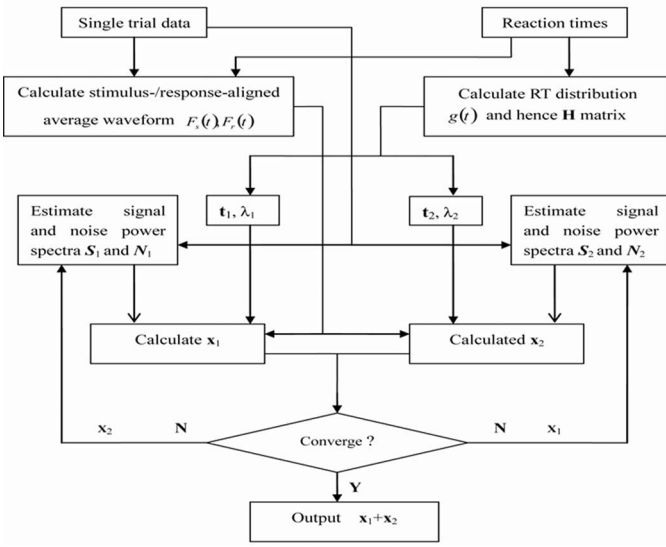 Single trial data
Reaction times
Calculate stimulus-/response-aligned
average waveform F_s(t),F_r(t)
Calculate RT distribution
g(t) and hence H matrix
Estimate signal
and noise power
spectra S₁ and N₁
t₁, λ₁
t₂, λ₂
Estimate signal
and noise power
spectra S₂ and N₂
Calculate x₁
Calculated x₂
x₂ N
Converge ?
N x₁
Y
Output x₁+x₂